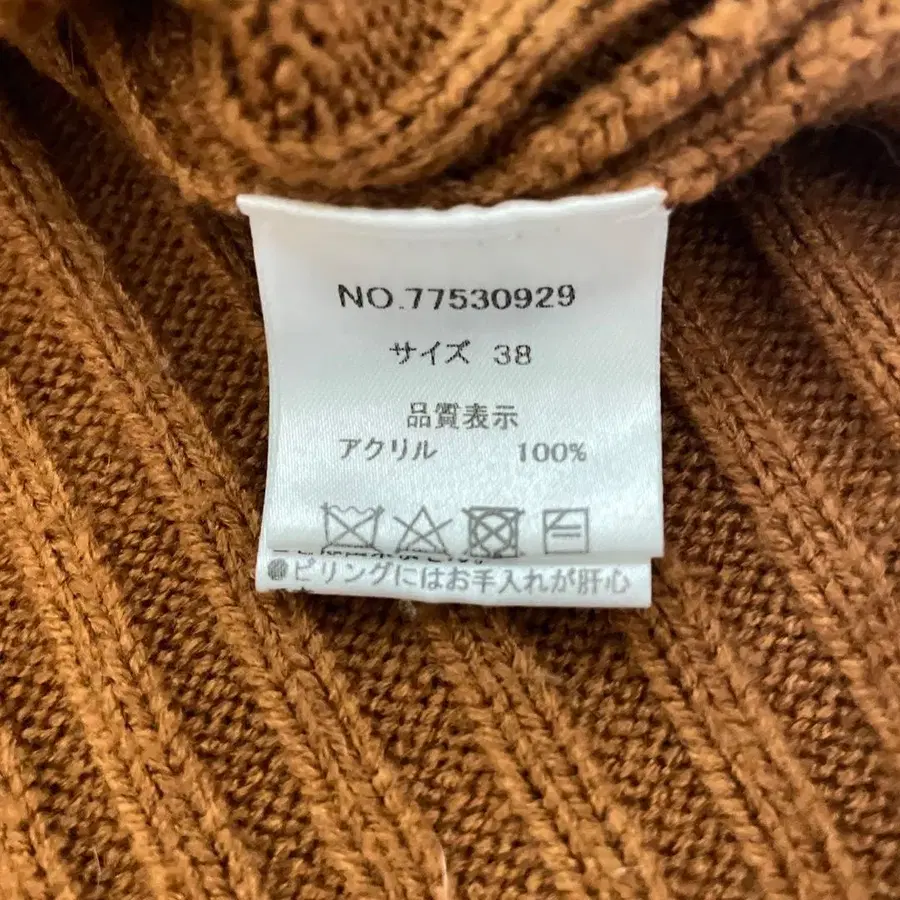 NO.77530929
サイズ 38
品質表示
アクリル 100%
●ピリングにはお手入れが肝心